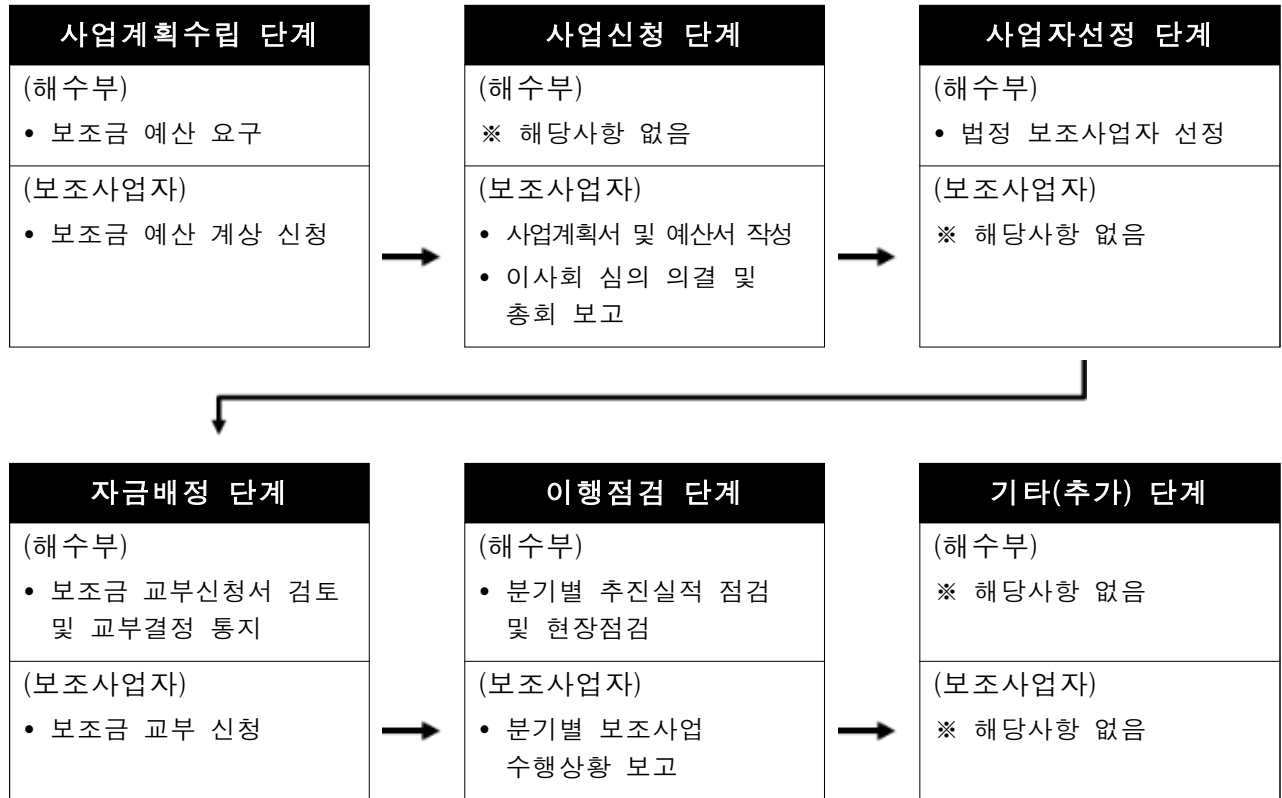 사업계획수립 단계
(해수부)
• 보조금 예산 요구
(보조사업자)
• 보조금 예산 계상 신청
사업신청 단계
(해수부)
※ 해당사항 없음
(보조사업자)
• 사업계획서 및 예산서 작성
• 이사회 심의 의결 및
총회 보고
사업자선정 단계
(해수부)
• 법정 보조사업자 선정
(보조사업자)
※ 해당사항 없음
자금배정 단계
(해수부)
• 보조금 교부신청서 검토
및 교부결정 통지
(보조사업자)
• 보조금 교부 신청
이행점검 단계
(해수부)
• 분기별 추진실적 점검
및 현장점검
(보조사업자)
• 분기별 보조사업
수행상황 보고
기타(추가) 단계
(해수부)
※ 해당사항 없음
(보조사업자)
※ 해당사항 없음